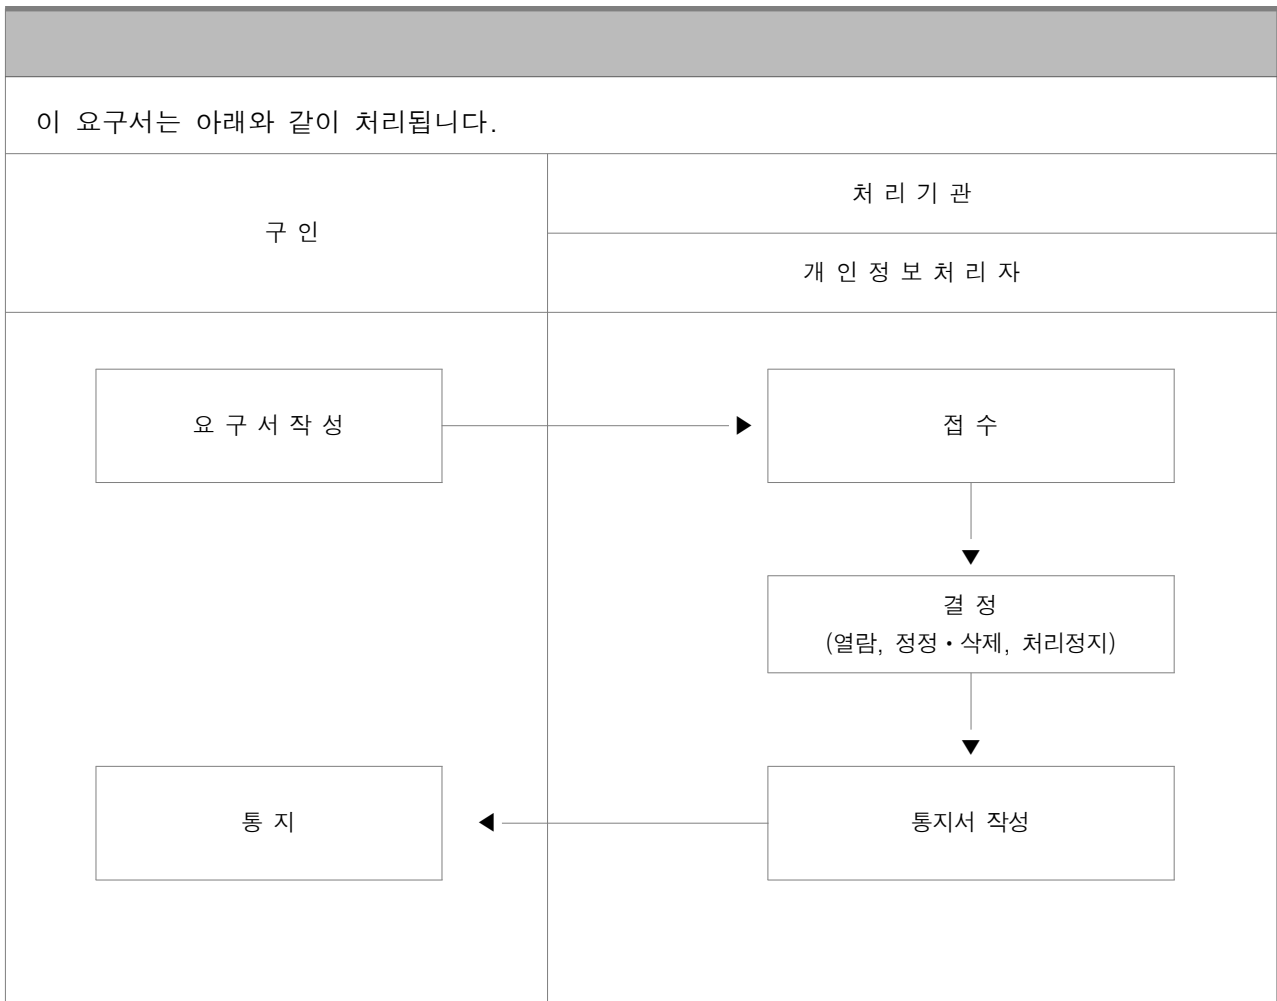 이 요구서는 아래와 같이 처리됩니다.
구 인
처 리 기 관
개 인 정 보 처 리 자
요 구 서 작 성
접 수
결 정
(열람, 정정・삭제, 처리정지)
통 지
통지서 작성